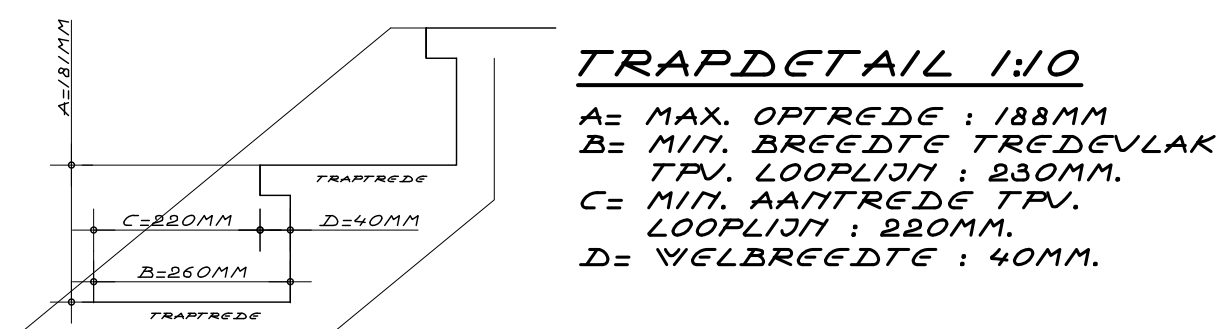 A=181MM
TRAPTREDE
C=220MM
D=40MM
B=260MM
TRAPTREDE
TRAPDETAIL 1:10
A= MAX. OPTREDE : 188MM
B= MIN. BREEDTE TREDEVLAK
TPV. LOOPLIJN : 230MM.
C= MIN. AANTREDE TPV.
LOOPLIJN : 220MM.
D= WELBREEDTE : 40MM.